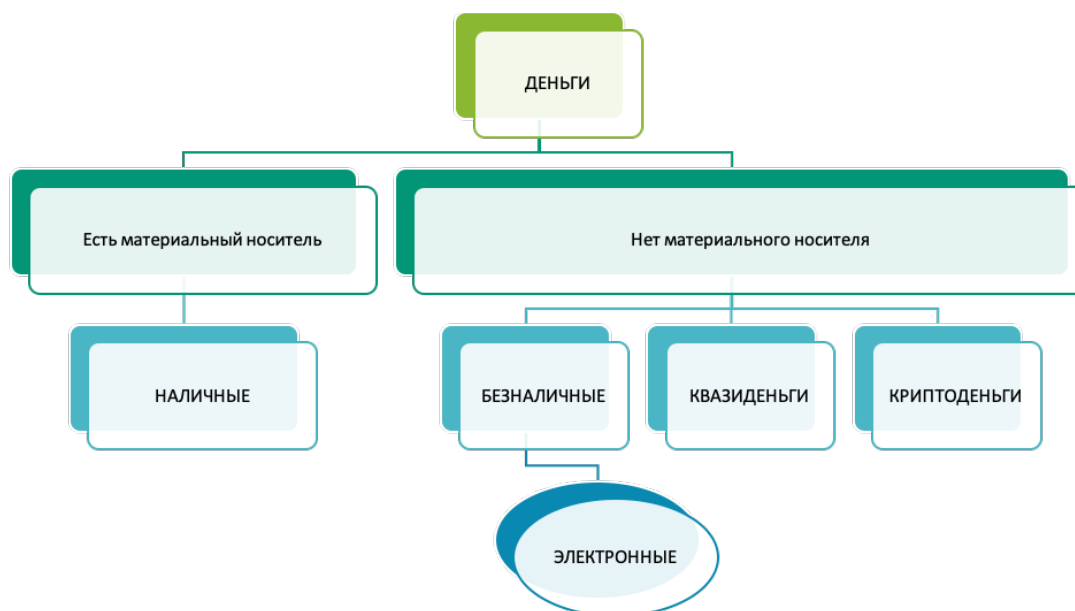 ДЕНЬГИ
Есть материальный носитель
Нет материального носителя
НАЛИЧНЫЕ
БЕЗНАЛИЧНЫЕ
КВАЗИДЕНЬГИ
КРИПТОДЕНЬГИ
ЭЛЕКТРОННЫЕ